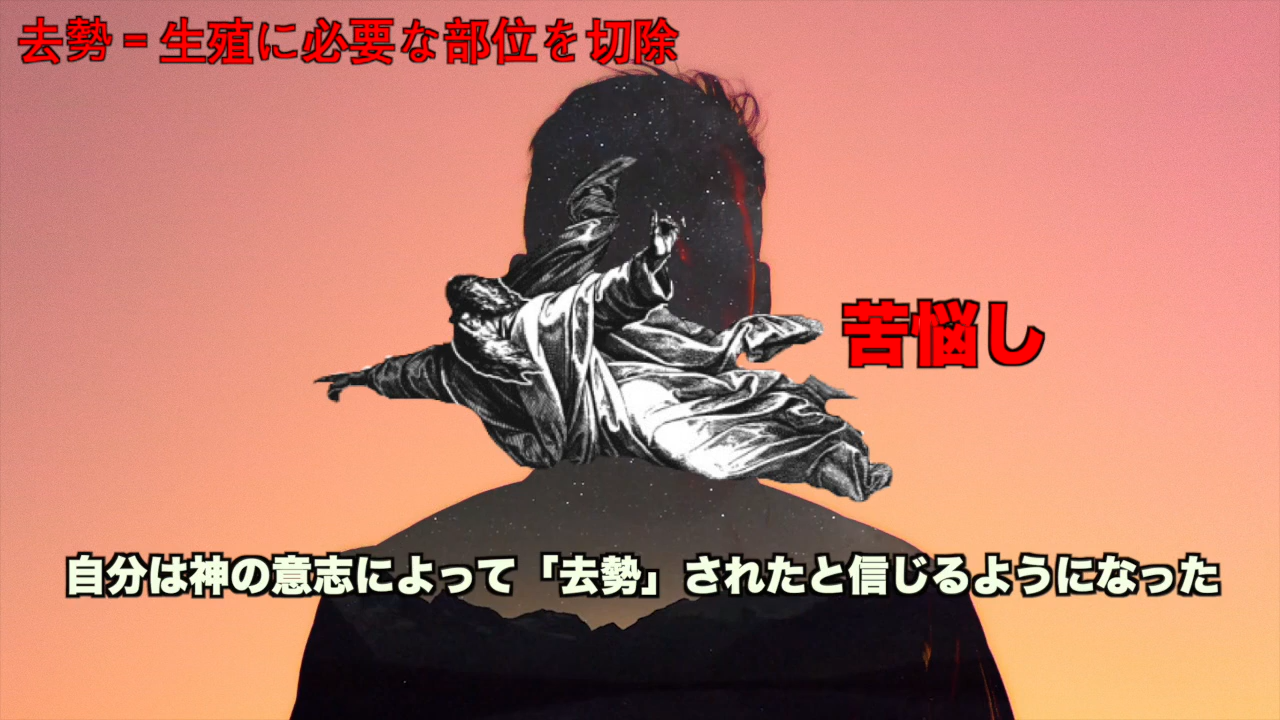 去勢=生殖に必要な部位を切除
苦悩し
自分は神の意志によって「去勢」されたと信じるようになった